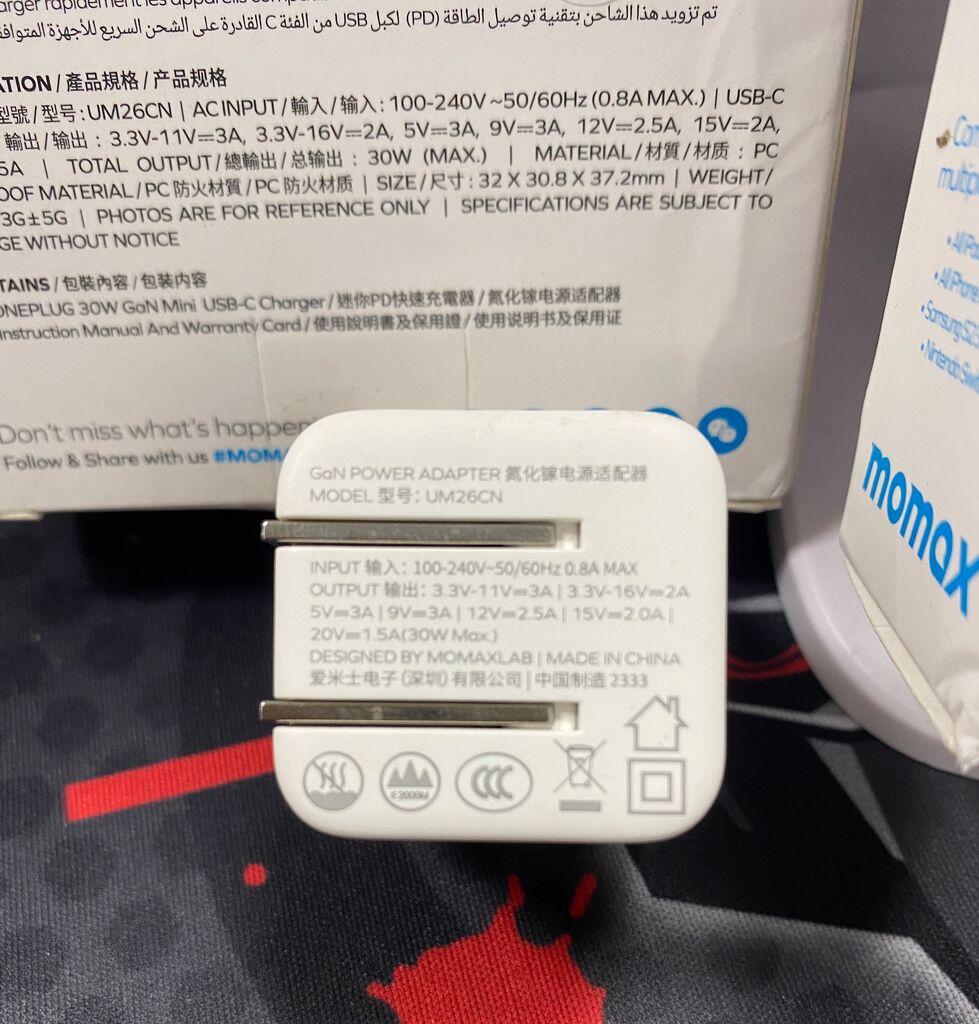 arger rapidement les appareils
تم تزويد هذا الشاحن بتقنية توصيل الطاقة (PD) لكبل USB من الفئة C القادرة على الشحن السريع للأجهزة
ATION / 產品規格 / 产品规格
型號 / 型号 : UM26CN | AC INPUT / 輸入 / 输入 : 100-240V ~50/60Hz (0.8A MAX.) | USB-C
輸出 / 输出 : 3.3V-11V⎓3A, 3.3V-16V⎓2A, 5V⎓3A, 9V⎓3A, 12V⎓2.5A, 15V⎓2A,
5A | TOTAL OUTPUT / 總輸出 / 总输出 : 30W (MAX.) | MATERIAL / 材質 / 材质 : PC
OOF MATERIAL / PC 防火材質 / PC 防火材质 | SIZE / 尺寸 : 32 X 30.8 X 37.2mm | WEIGHT /
3G±5G | PHOTOS ARE FOR REFERENCE ONLY | SPECIFICATIONS ARE SUBJECT TO
GE WITHOUT NOTICE
TAINS / 包裝內容 / 包装内容
ONEPLUG 30W GaN Mini USB-C Charger / 迷你PD快速充電器 / 氮化镓电源适配器
Instruction Manual And Warranty Card / 使用說明書及保用證 / 使用说明书及保用证
Don't miss what's happen
Follow & Share with us #MOMA
GaN POWER ADAPTER 氮化镓电源适配器
MODEL 型号: UM26CN
INPUT 输入: 100-240V~50/60Hz 0.8A MAX
OUTPUT 输出: 3.3V-11V⎓3A | 3.3V-16V⎓2A
5V⎓3A | 9V⎓3A | 12V⎓2.5A | 15V⎓2.0A |
20V⎓1.5A(30W Max.)
DESIGNED BY MOMAXLAB | MADE IN CHINA
爱米士电子 (深圳) 有限公司 | 中国制造 2333
≤2000M
CCC
• All iPhone
• Nintendo Swit
momax